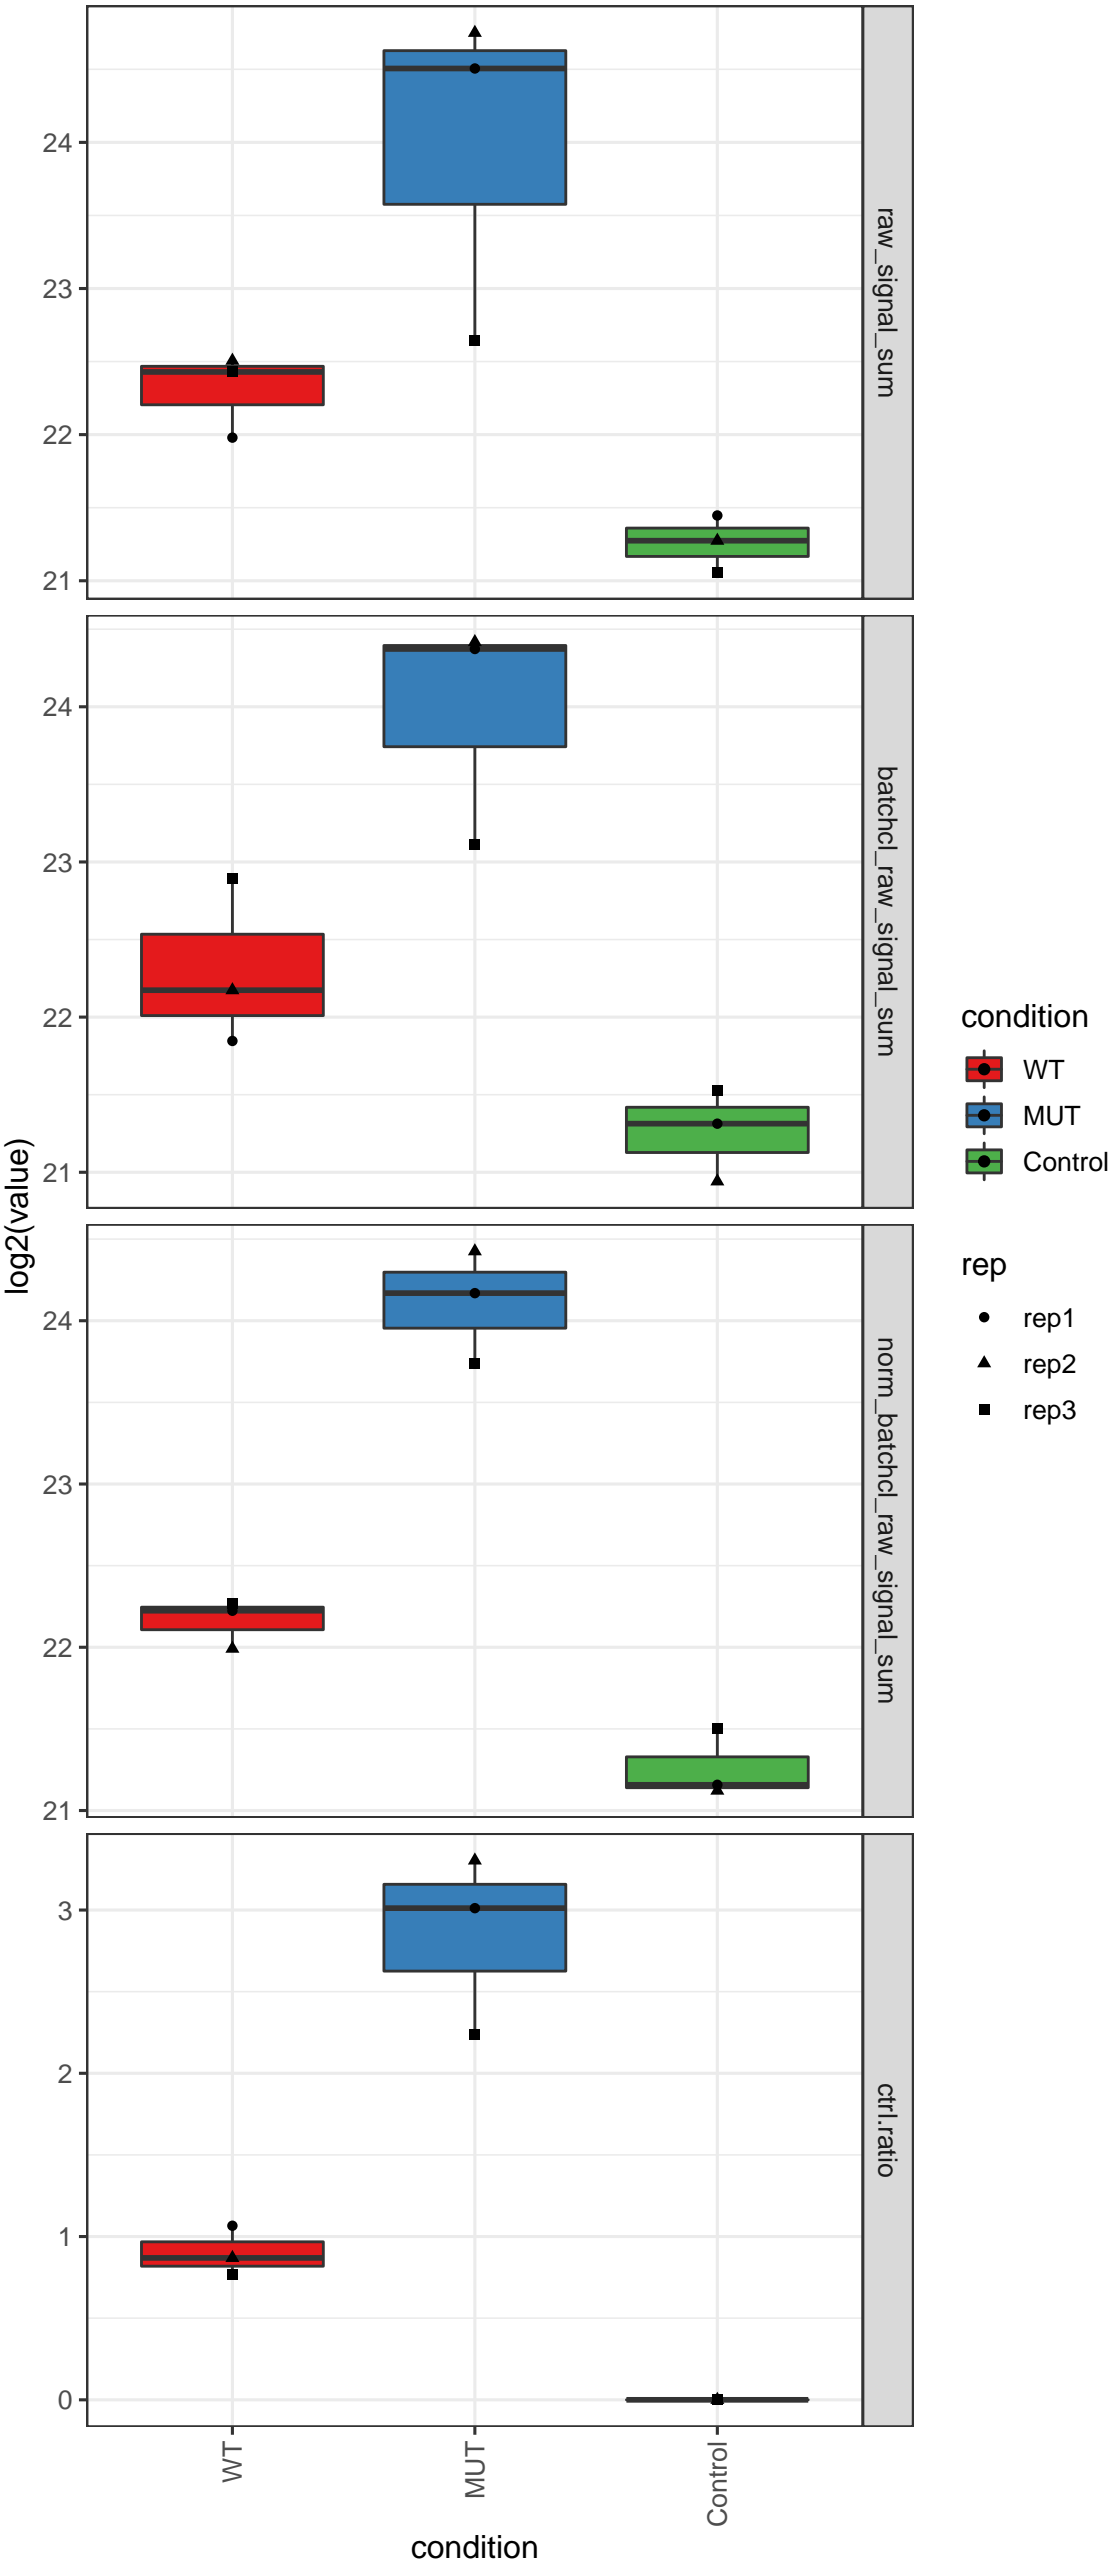 24
23
22
21
raw_signal_sum
24
23
22
21
batchcl_raw_signal_sum
24
23
22
21
norm_batchcl_raw_signal_sum
3
2
1
0
ctrl.ratio
log2(value)
WT
MUT
Control
condition
condition
WT
MUT
Control
rep
rep1
rep2
rep3